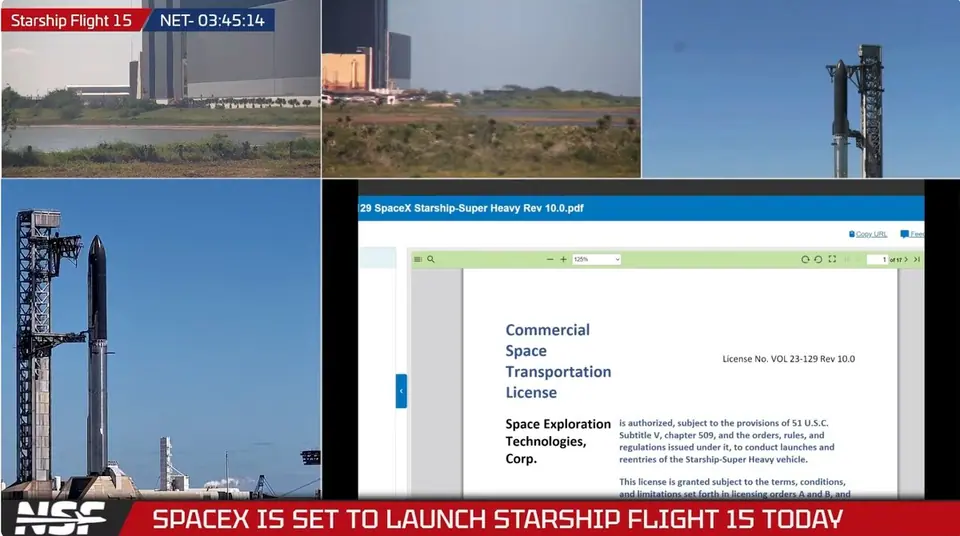 Starship Flight 15
NET- 03:45:14
29 SpaceX Starship-Super Heavy Rev 10.0.pdf
Copy URL
125%
1 of 17
Commercial
Space
Transportation
License
License No. VOL 23-129 Rev 10.0
Space Exploration
Technologies,
Corp.
is authorized, subject to the provisions of 51 U.S.C.
Subtitle V, chapter 509, and the orders, rules, and
regulations issued under it, to conduct launches and
reentries of the Starship-Super Heavy vehicle.
This license is granted subject to the terms, conditions,
and limitations set forth in licensing orders A and B, and
NSF
SPACEX IS SET TO LAUNCH STARSHIP FLIGHT 15 TODAY